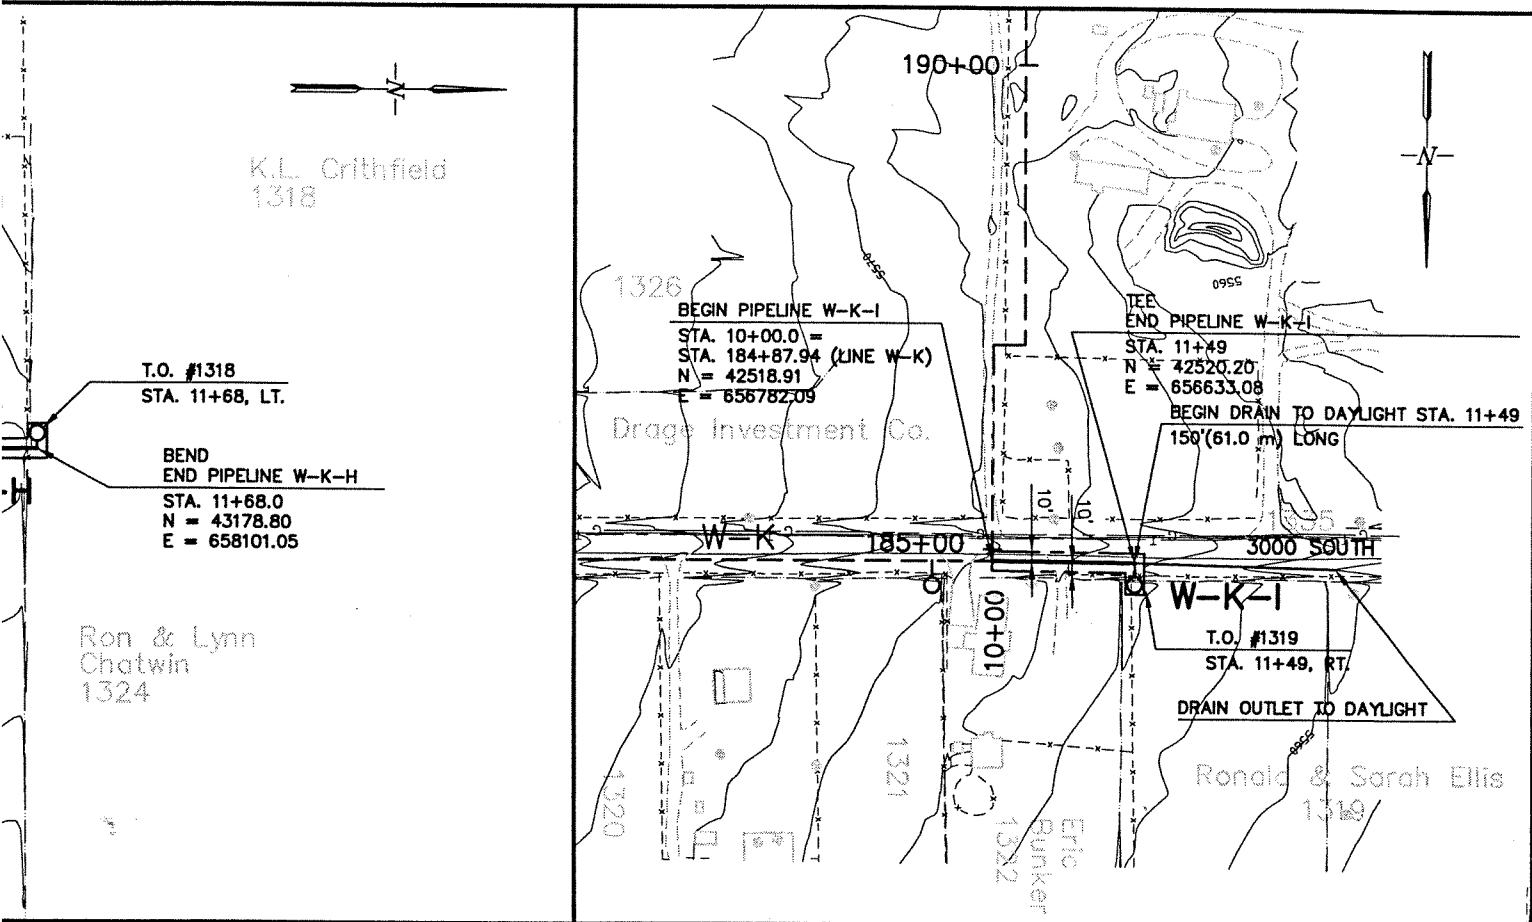 N
K.L. Crithfield
1318
T.O. #1318
STA. 11+68, LT.
BEND
END PIPELINE W-K-H
STA. 11+68.0
N = 43178.80
E = 658101.05
-H
Ron & Lynn
Chatwin
1324
190+00
N
5570
5560
1326
BEGIN PIPELINE W-K-I
STA. 10+00.0 =
STA. 184+87.94 (LINE W-K)
N = 42518.91
E = 656782.09
Drage Investment Co.
TEE
END PIPELINE W-K-I
STA. 11+49
N = 42520.20
E = 656633.08
BEGIN DRAIN TO DAYLIGHT STA. 11+49
150'(61.0 m) LONG
10'
10'
W-K
185+00
3000 SOUTH
10+00
W-K-I
T.O. #1319
STA. 11+49, RT.
DRAIN OUTLET TO DAYLIGHT
5560
Ronald & Sarah Ellis
1319
1320
1321
Eric
Bunker
1322